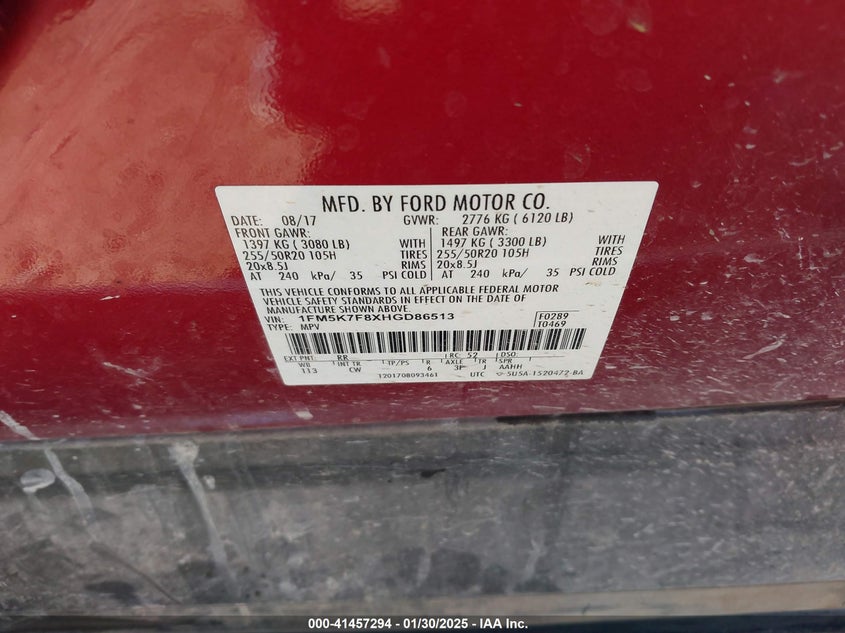 MFD. BY FORD MOTOR CO.
DATE: 08/17 GVWR: 2776 KG ( 6120 LB)
FRONT GAWR: REAR GAWR:
1397 KG ( 3080 LB) WITH 1497 KG ( 3300 LB) WITH
255/50R20 105H TIRES 255/50R20 105H TIRES
20x8.5J RIMS 20x8.5J RIMS
AT 240 kPa/ 35 PSI COLD AT 240 kPa/ 35 PSI COLD
THIS VEHICLE CONFORMS TO ALL APPLICABLE FEDERAL MOTOR
VEHICLE SAFETY STANDARDS IN EFFECT ON THE DATE OF
MANUFACTURE SHOWN ABOVE.
VIN: 1FM5K7F8XHGD86513 F0289
TYPE: MPV T0469
EXT PNT: RR RC: 52 DSO:
WB INT TR TP/PS R AXLE TR SPR
113 CW 6 3F J AAHH
1201708093461 UTC 5U5A-1520472-BA
000-41457294 — 01/30/2025 — IAA Inc.